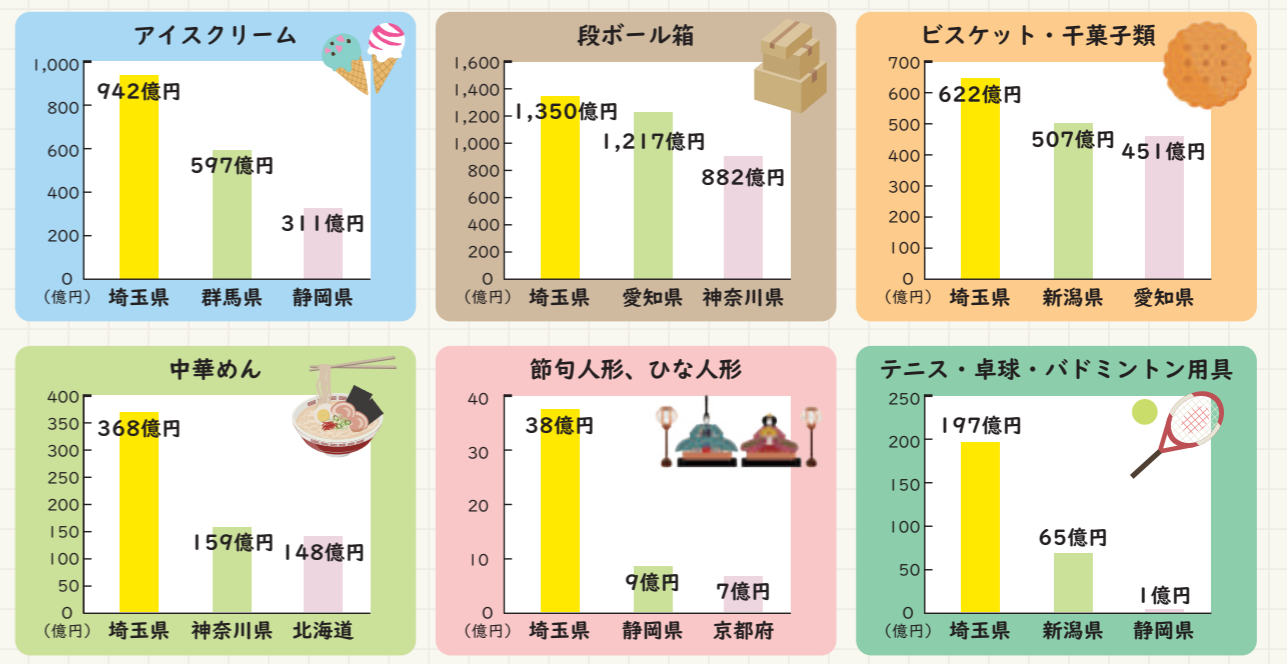 アイスクリーム
1,000
800
600
400
200
0
(億円)
942億円
597億円
311億円
埼玉県
群馬県
静岡県
段ボール箱
1,600
1,400
1,200
1,000
800
600
400
200
0
(億円)
1,350億円
1,217億円
882億円
埼玉県
愛知県
神奈川県
ビスケット・干菓子類
700
600
500
400
300
200
100
0
(億円)
622億円
507億円
451億円
埼玉県
新潟県
愛知県
中華めん
400
350
300
250
200
150
100
50
0
(億円)
368億円
159億円
148億円
埼玉県
神奈川県
北海道
節句人形、ひな人形
40
30
20
10
0
(億円)
38億円
9億円
7億円
埼玉県
静岡県
京都府
テニス・卓球・バドミントン用具
250
200
150
100
50
0
(億円)
197億円
65億円
1億円
埼玉県
新潟県
静岡県